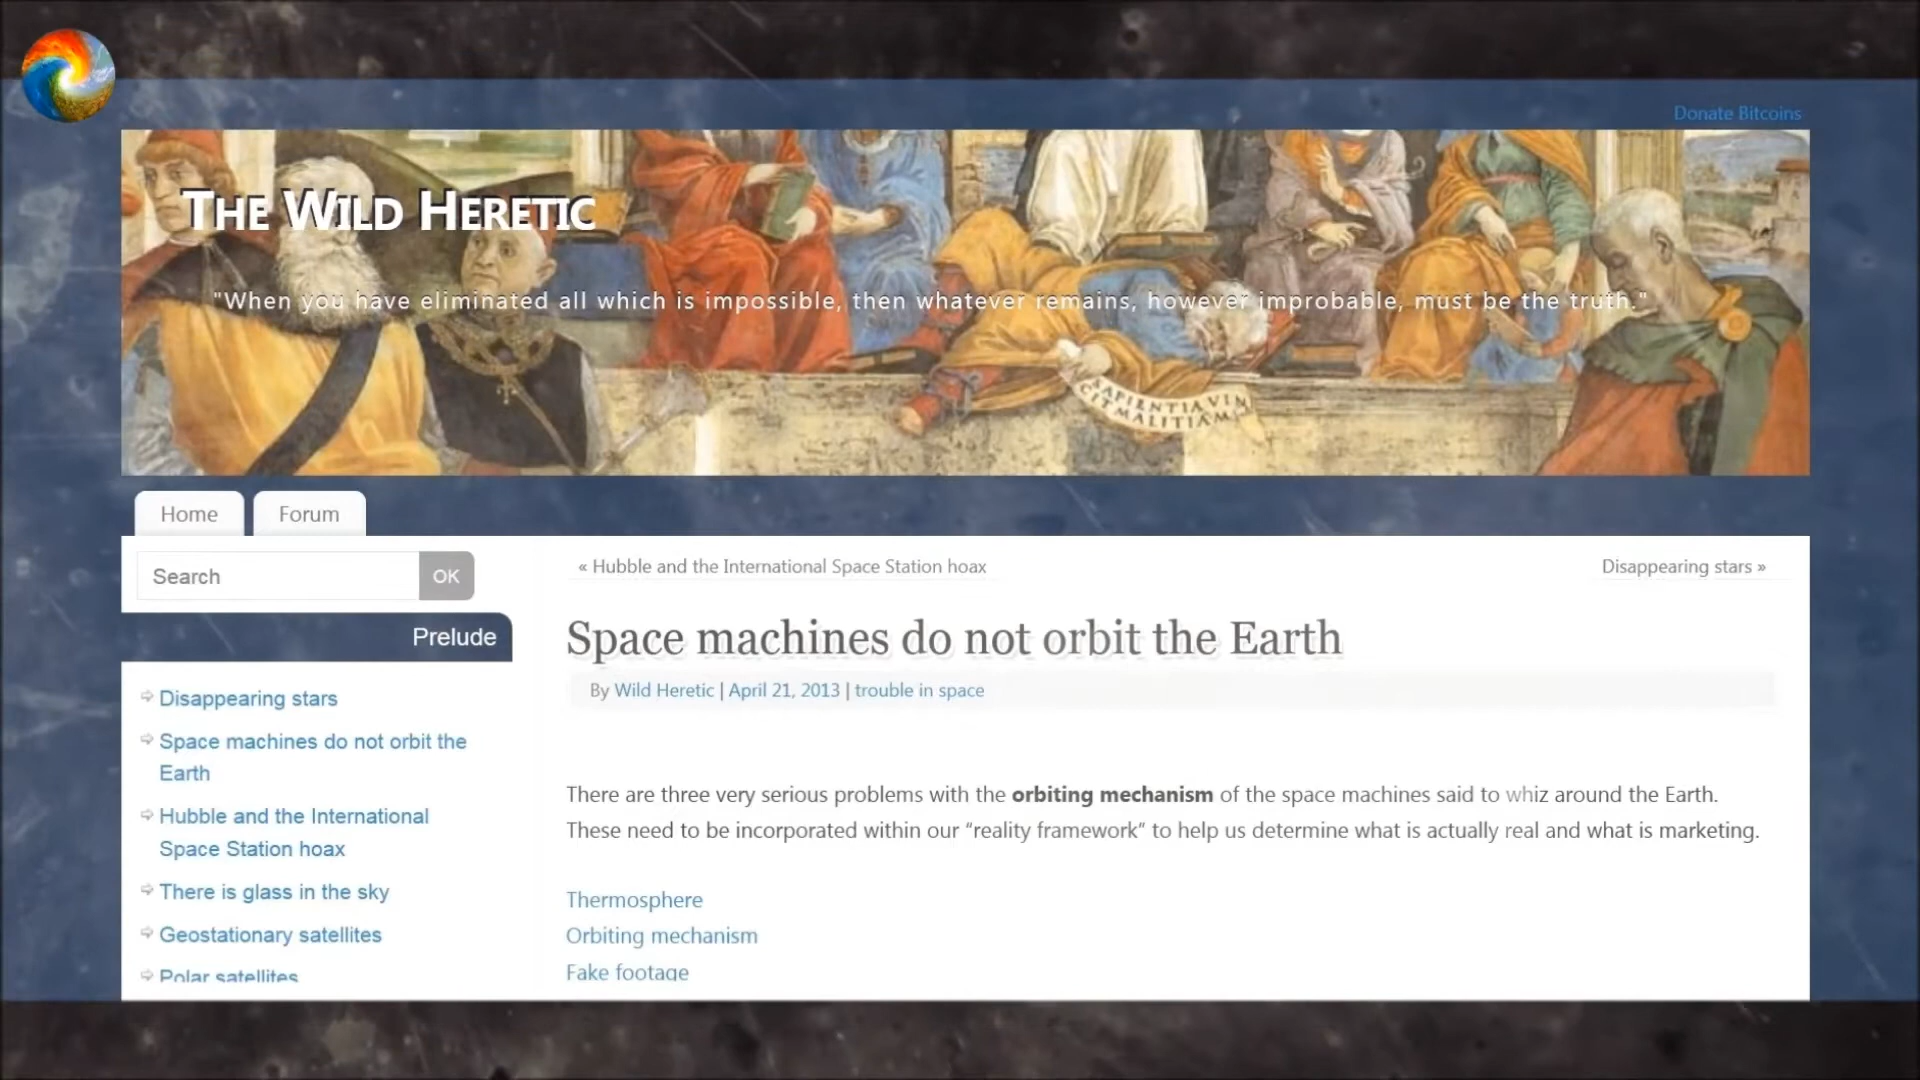 Donate Bitcoins
THE WILD HERETIC
"When you have eliminated all which is impossible, then whatever remains, however improbable, must be the truth."
SAPIENTIA VIN
CIT MALITIAM
Home
Forum
Search
OK
Prelude
Disappearing stars
Space machines do not orbit the
Earth
Hubble and the International
Space Station hoax
There is glass in the sky
Geostationary satellites
Polar satellites
« Hubble and the International Space Station hoax
Disappearing stars »
Space machines do not orbit the Earth
By Wild Heretic | April 21, 2013 | trouble in space
There are three very serious problems with the orbiting mechanism of the space machines said to whiz around the Earth.
These need to be incorporated within our “reality framework” to help us determine what is actually real and what is marketing.
Thermosphere
Orbiting mechanism
Fake footage